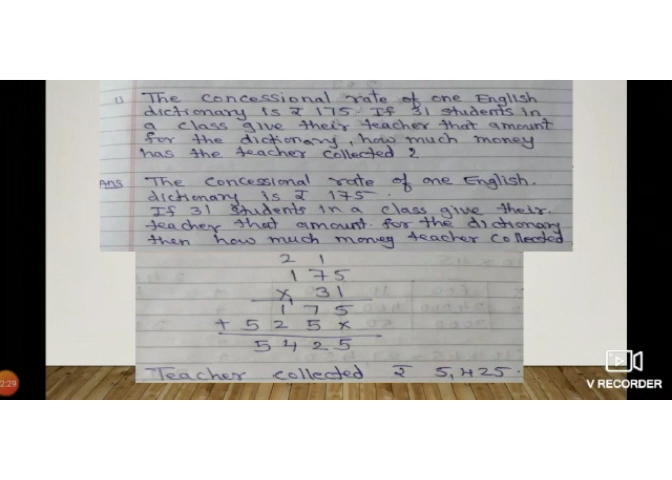 1) The concessional rate of one English
dictionary is ₹ 175. If 31 students in
a class give their teacher that amount
for the dictionary, how much money
has the teacher collected ?
Ans The concessional rate of one English.
dictionary is ₹ 175.
If 31 students in a class give their.
teacher that amount for the dictionary
then how much money teacher collected
2 1
1 7 5
x 3 1
1 7 5
+ 5 2 5 x
5 4 2 5
Teacher collected ₹ 5,425.
2:29
V RECORDER